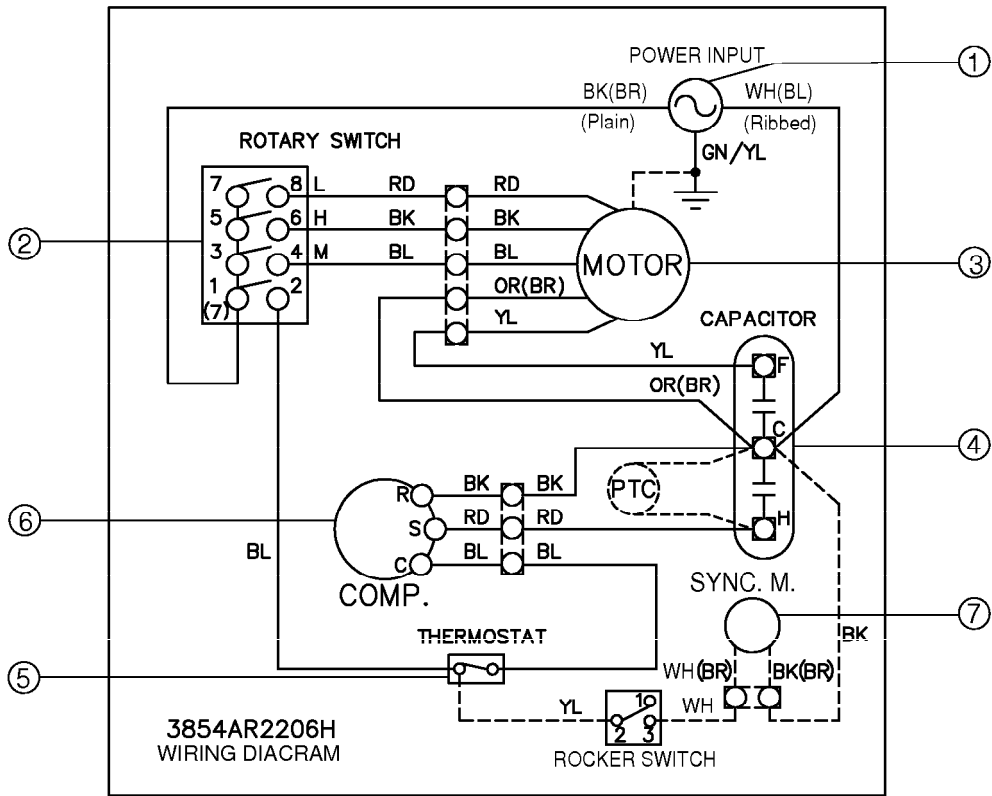 POWER INPUT
1
BK(BR)
WH(BL)
(Plain)
(Ribbed)
GN/YL
ROTARY SWITCH
7 8 L RD RD
5 6 H BK BK
2
3 4 M BL BL
MOTOR
3
1 2
(7)
OR(BR)
YL
CAPACITOR
YL
F
OR(BR)
C
4
PTC
H
6
R BK BK
S RD RD
C BL BL
BL
COMP.
SYNC. M.
7
THERMOSTAT
BK
5
WH(BR)
BK(BR)
YL
1
2 3
WH
ROCKER SWITCH
3854AR2206H
WIRING DIACRAM